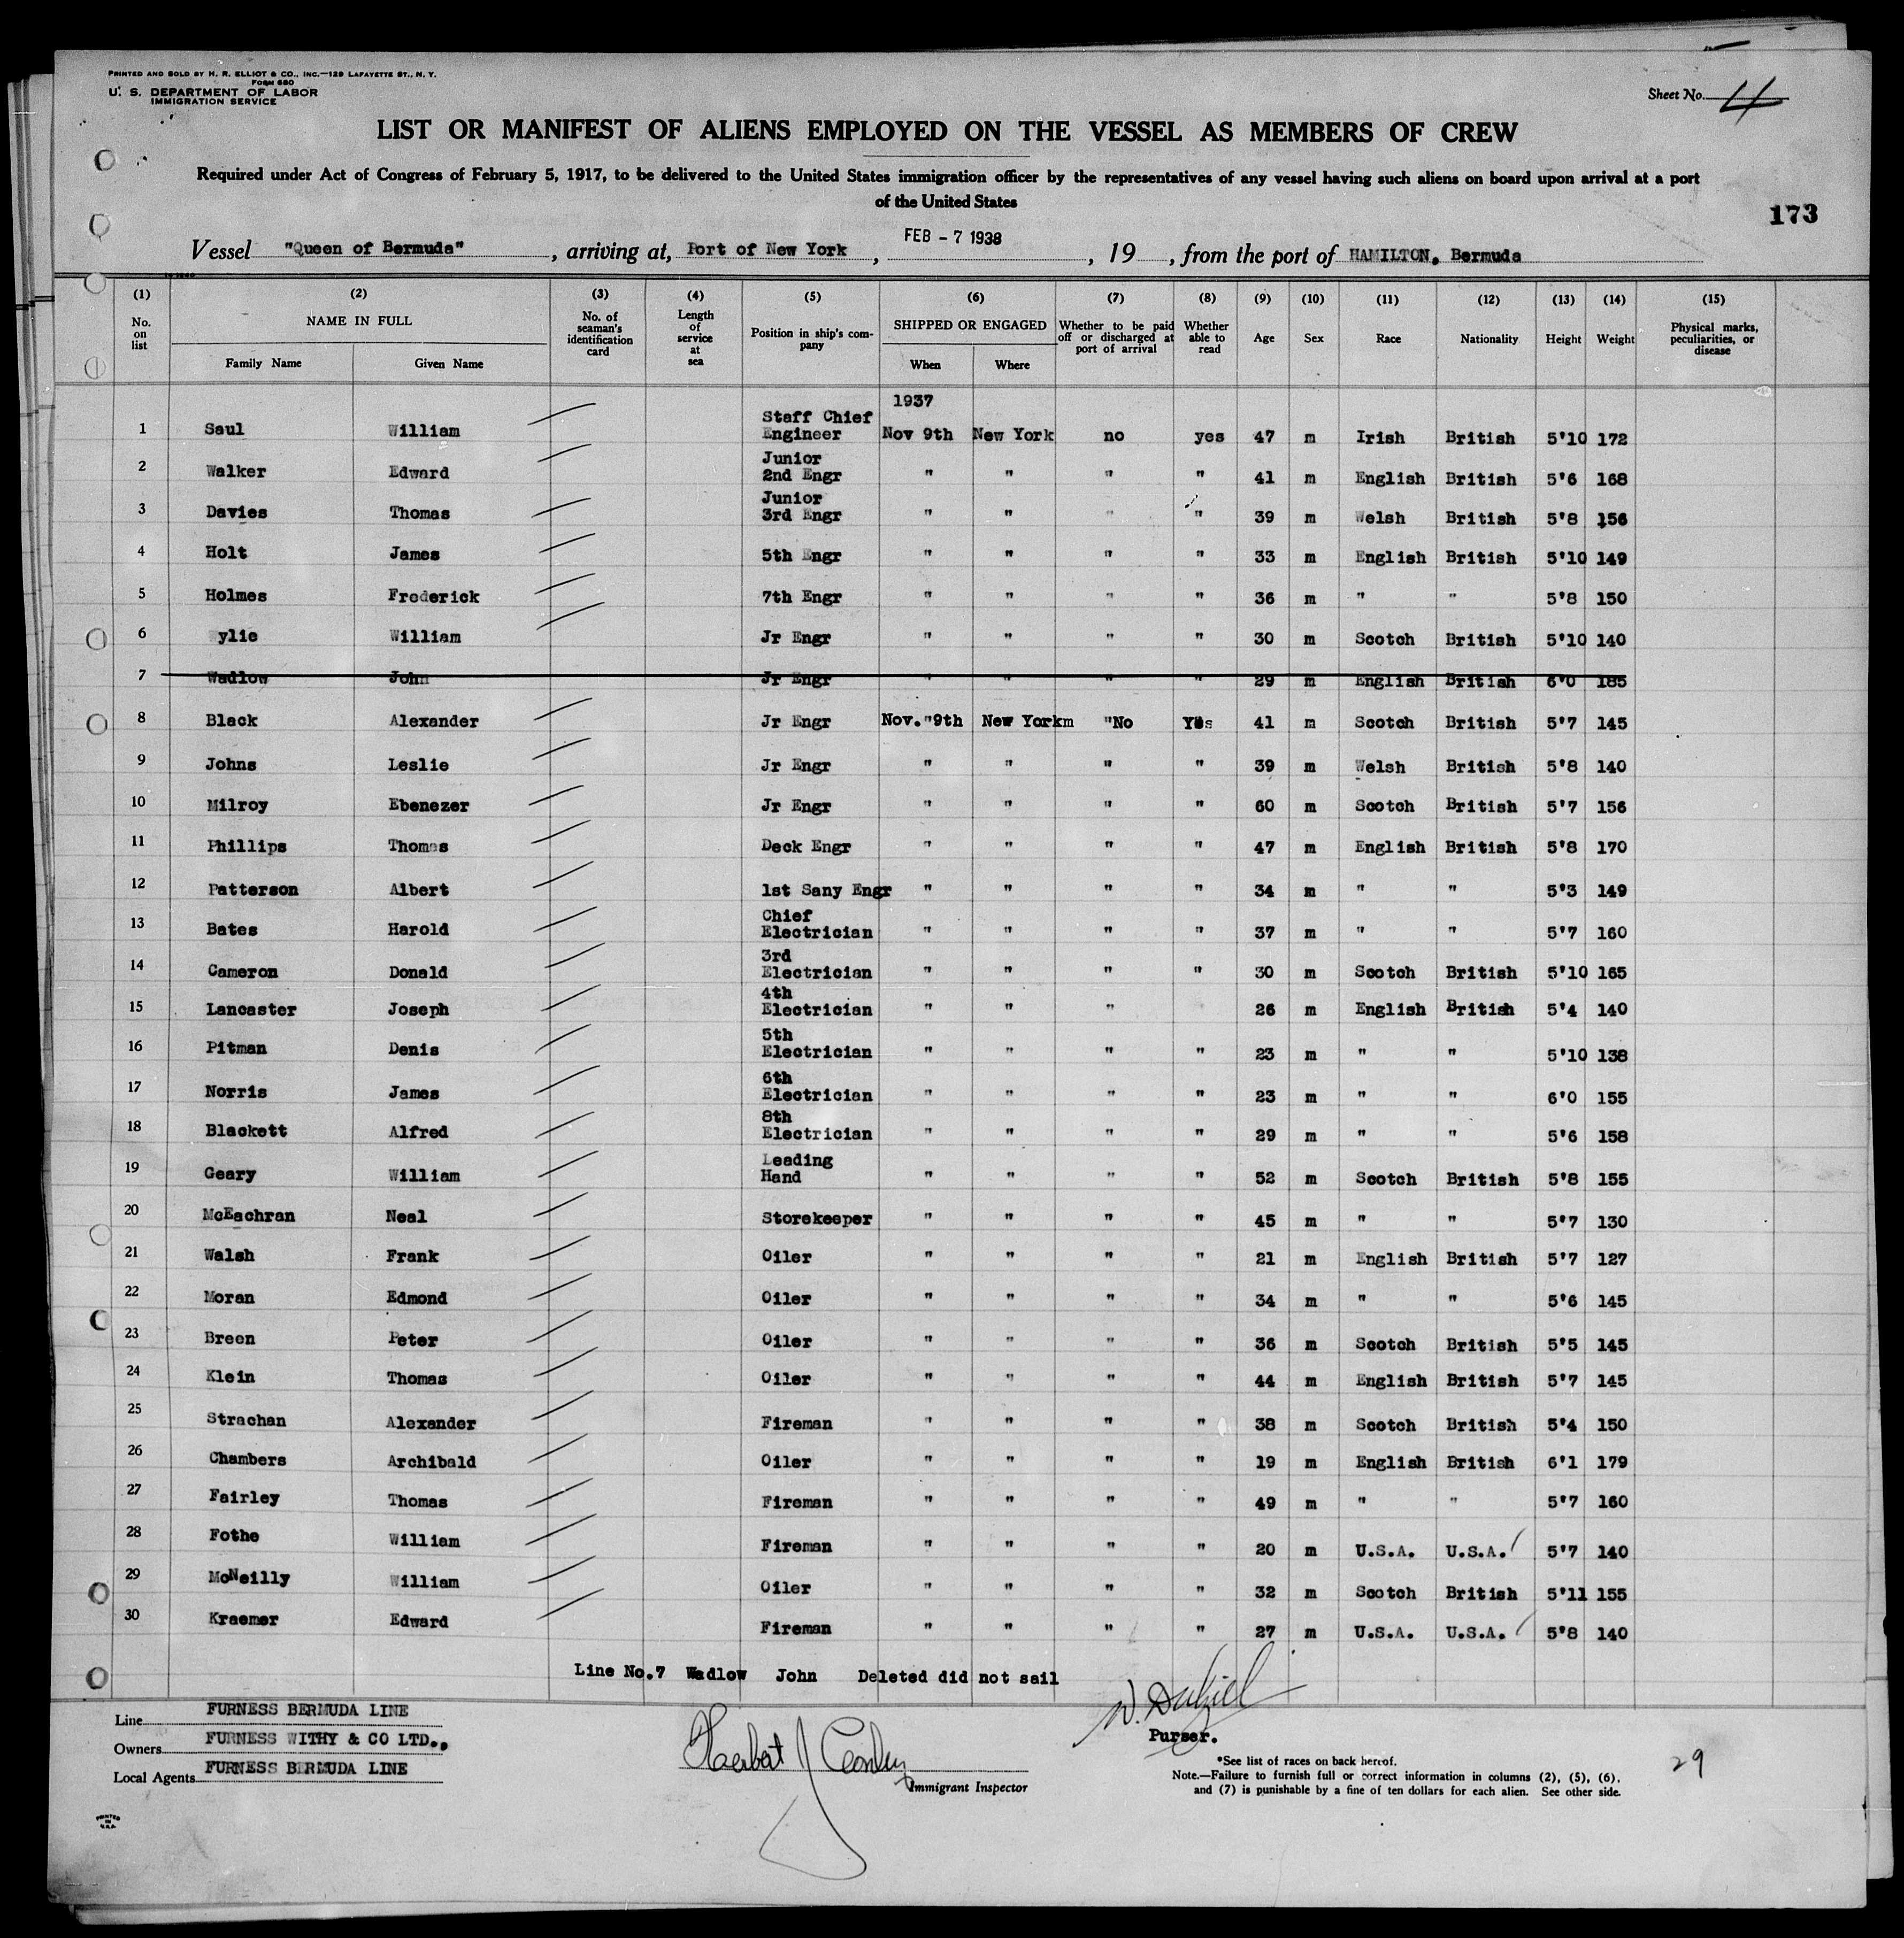 PRINTED AND SOLD BY H. R. ELLIOT & CO., INC.—129 LAFAYETTE ST., N. Y.
FORM 680
U. S. DEPARTMENT OF LABOR
IMMIGRATION SERVICE
Sheet No. 4
LIST OR MANIFEST OF ALIENS EMPLOYED ON THE VESSEL AS MEMBERS OF CREW
Required under Act of Congress of February 5, 1917, to be delivered to the United States immigration officer by the representatives of any vessel having such aliens on board upon arrival at a port
of the United States
173
Vessel "Queen of Bermuda", arriving at, Port of New York, FEB - 7 1938, 19 , from the port of HAMILTON, Bermuda
(1) (2) (3) (4) (5) (6) (7) (8) (9) (10) (11) (12) (13) (14) (15)
No. on list NAME IN FULL Family Name Given Name No. of seaman's identification card Length of service at sea Position in ship's company SHIPPED OR ENGAGED When Where Whether to be paid off or discharged at port of arrival Whether able to read Age Sex Race Nationality Height Weight Physical marks, peculiarities, or disease
1937
1 Saul William Staff Chief Engineer Nov 9th New York no yes 47 m Irish British 5'10 172
2 Walker Edward Junior 2nd Engr " " " " 41 m English British 5'6 168
3 Davies Thomas Junior 3rd Engr " " " " 39 m Welsh British 5'8 156
4 Holt James 5th Engr " " " " 33 m English British 5'10 149
5 Holmes Frederick 7th Engr " " " " 36 m " " 5'8 150
6 Wylie William Jr Engr " " " " 30 m Scotch British 5'10 140
7 Wadlow John Jr Engr " " " " 29 m English British 6'0 185
8 Black Alexander Jr Engr Nov."9th New Yorkm "No Yes 41 m Scotch British 5'7 145
9 Johns Leslie Jr Engr " " " " 39 m Welsh British 5'8 140
10 Milroy Ebenezer Jr Engr " " " " 60 m Scotch British 5'7 156
11 Phillips Thomas Deck Engr " " " " 47 m English British 5'8 170
12 Patterson Albert 1st Sany Engr " " " " 34 m " " 5'3 149
13 Bates Harold Chief Electrician " " " " 37 m " " 5'7 160
14 Cameron Donald 3rd Electrician " " " " 30 m Scotch British 5'10 165
15 Lancaster Joseph 4th Electrician " " " 26 m English British 5'4 140
16 Pitman Denis 5th Electrician " " " " 23 m " " 5'10 138
17 Norris James 6th Electrician " " " " 23 m " " 6'0 155
18 Blackett Alfred 8th Electrician " " " " 29 m " " 5'6 158
19 Geary William Leading Hand " " " " 52 m Scotch British 5'8 155
20 McEachran Neal Storekeeper " " " " 45 m " " 5'7 130
21 Walsh Frank Oiler " " " " 21 m English British 5'7 127
22 Moran Edmond Oiler " " " " 34 m " " 5'6 145
23 Breen Peter Oiler " " " " 36 m Scotch British 5'5 145
24 Klein Thomas Oiler " " " " 44 m English British 5'7 145
25 Strachan Alexander Fireman " " " " 38 m Scotch British 5'4 150
26 Chambers Archibald Oiler " " " " 19 m English British 6'1 179
27 Fairley Thomas Fireman " " " " 49 m " " 5'7 160
28 Fothe William Fireman " " " " 20 m U.S.A. U.S.A. 5'7 140
29 McNeilly William Oiler " " " " 32 m Scotch British 5'11 155
30 Kraemer Edward Fireman " " " " 27 m U.S.A. U.S.A. 5'8 140
Line No.7 Wadlow John Deleted did not sail
Line FURNESS BERMUDA LINE
Owners FURNESS WITHY & CO LTD.,
Local Agents FURNESS BERMUDA LINE
Herbert J
Immigrant Inspector
Purser.
*See list of races on back hereof.
Note.—Failure to furnish full or correct information in columns (2), (5), (6),
and (7) is punishable by a fine of ten dollars for each alien. See other side.
29
PRINTED IN U.S.A.